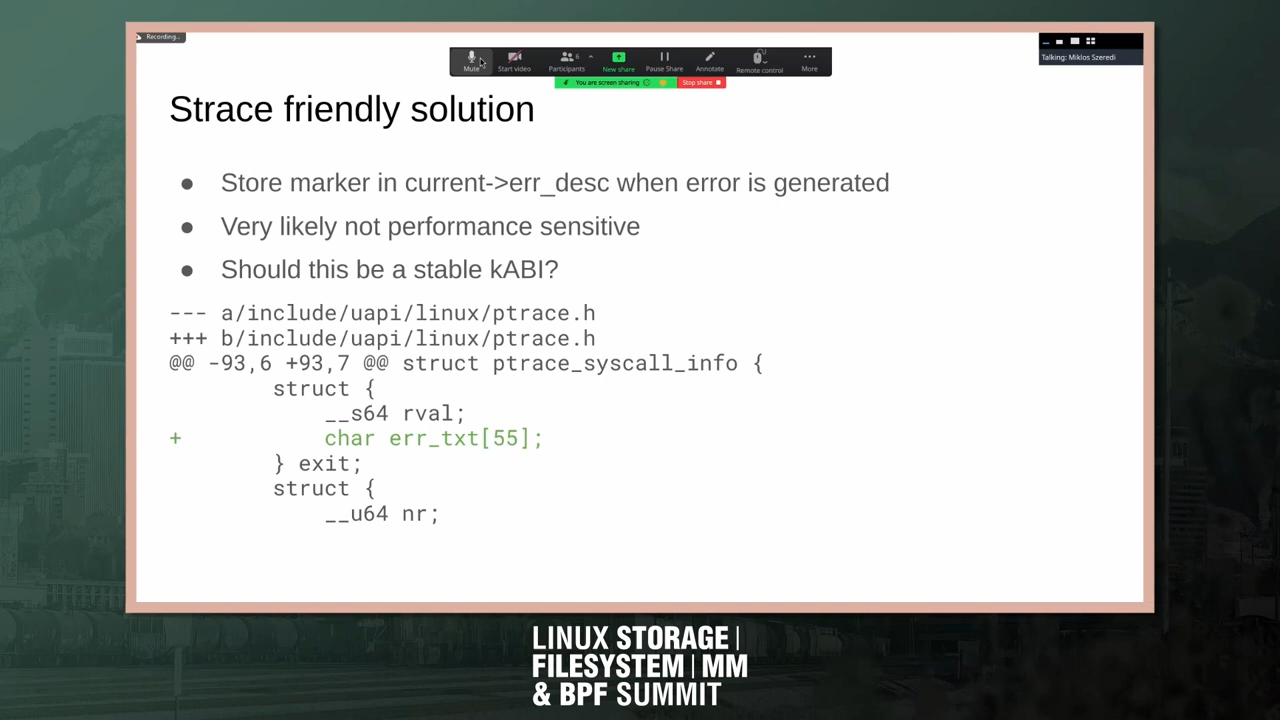 Recording...
Talking: Miklos Szeredi
Mute
Start video
Participants
6
New share
Pause Share
Annotate
Remote control
More
You are screen sharing
Stop share
Strace friendly solution
● Store marker in current->err_desc when error is generated
● Very likely not performance sensitive
● Should this be a stable kABI?
--- a/include/uapi/linux/ptrace.h
+++ b/include/uapi/linux/ptrace.h
@@ -93,6 +93,7 @@ struct ptrace_syscall_info {
struct {
__s64 rval;
+ char err_txt[55];
} exit;
struct {
__u64 nr;
LINUX STORAGE |
FILESYSTEM | MM
& BPF SUMMIT